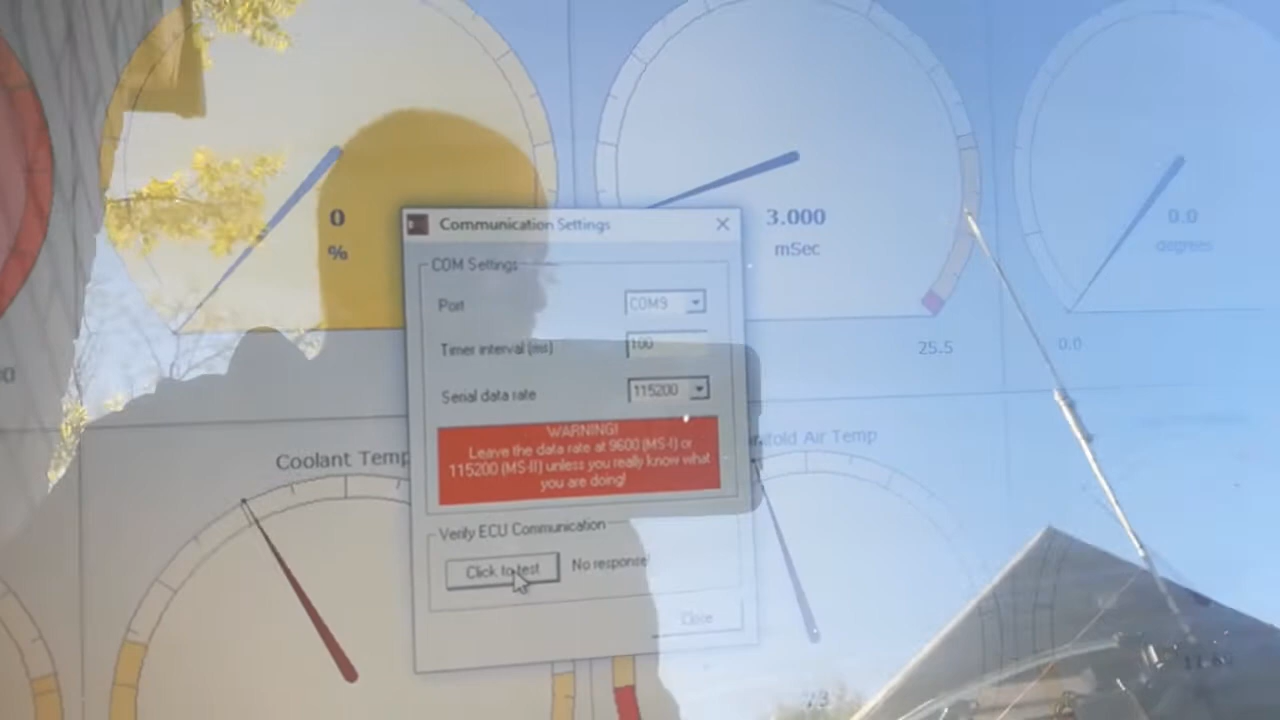 0
%
3.000
mSec
0.0
degrees
25.5
0.0
Communication Settings
COM Settings
Port
COM9
Timer interval (ms)
100
Serial data rate
115200
WARNING!
Leave the data rate at 9600 (MS-I) or
115200 (MS-II) unless you really know what
you are doing!
Verify ECU Communication
Click to test
No response!
Close
Coolant Temp
Air Temp